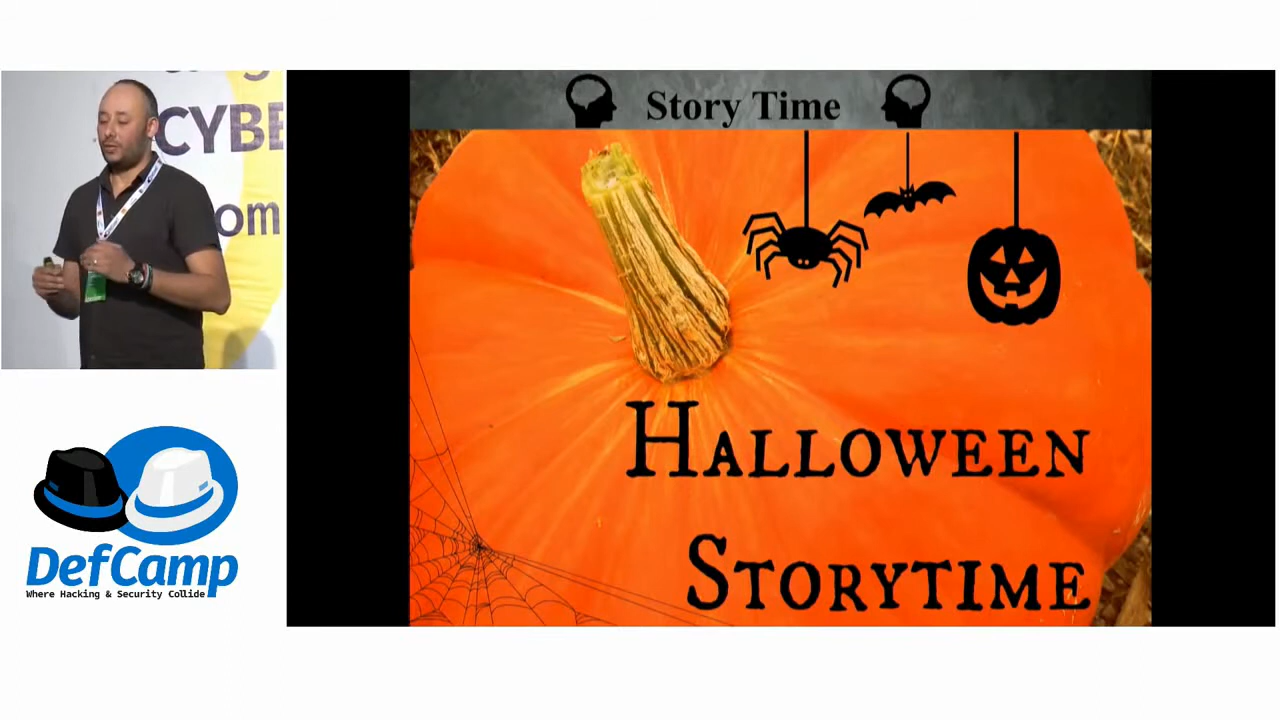 CYBE
om
Story Time
HALLOWEEN
STORYTIME
DefCamp
Where Hacking & Security Collide